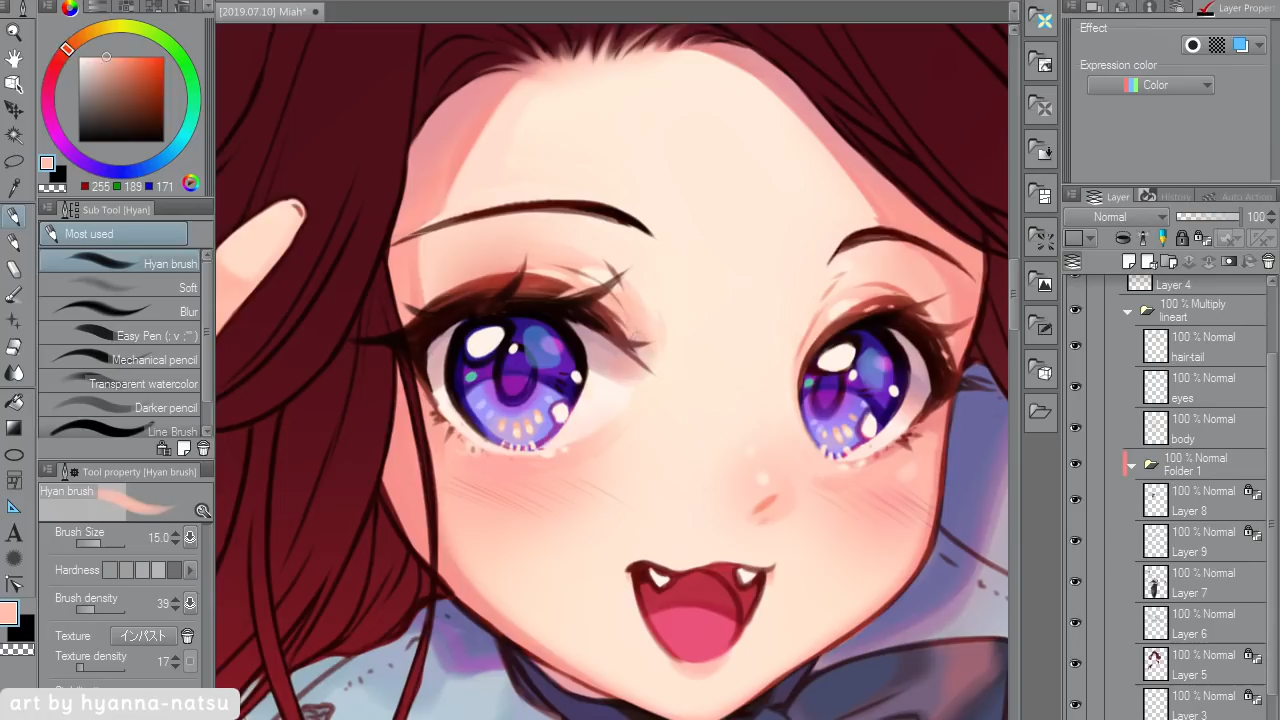 [2019.07.10] Miah*
Layer Propert
Effect
Expression color
Color
255
189
171
Sub Tool [Hyan]
Most used
Hyan brush
Soft
Blur
Easy Pen (; v ;"")
Mechanical pencil
Transparent watercolor
Darker pencil
Line Brush
Tool property [Hyan brush]
Hyan brush
Brush Size
15.0
Hardness
Brush density
39
Texture
インパスト
Texture density
17
Layer
History
Auto Action
Normal
100
Layer 4
100 % Multiply
lineart
100 % Normal
hair-tail
100 % Normal
eyes
100 % Normal
body
100 % Normal
Folder 1
100 % Normal
Layer 8
100 % Normal
Layer 9
100 % Normal
Layer 7
100 % Normal
Layer 6
100 % Normal
Layer 5
100 % Normal
Layer 3
art by hyanna-natsu